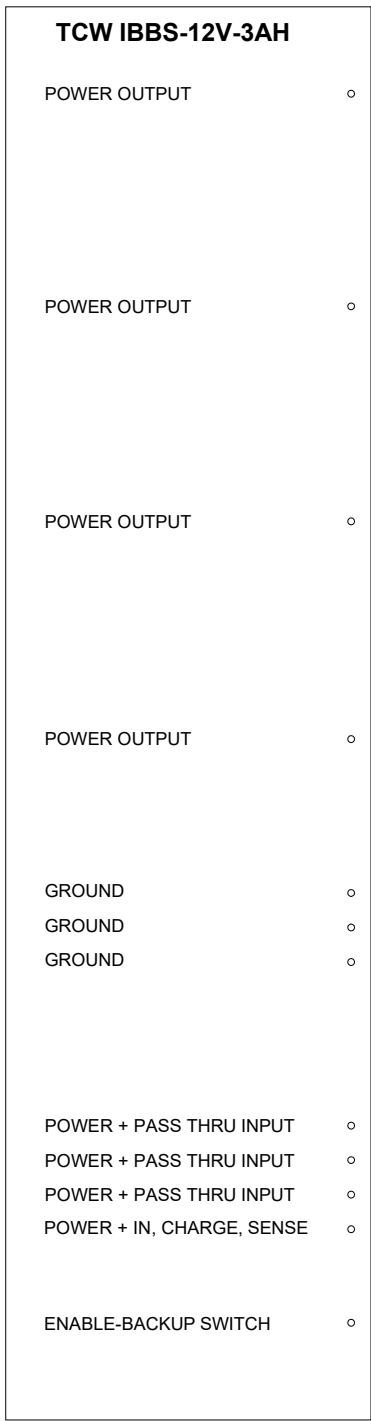 TCW IBBS-12V-3AH
POWER OUTPUT
POWER OUTPUT
POWER OUTPUT
POWER OUTPUT
GROUND
GROUND
GROUND
POWER + PASS THRU INPUT
POWER + PASS THRU INPUT
POWER + PASS THRU INPUT
POWER + IN, CHARGE, SENSE
ENABLE-BACKUP SWITCH